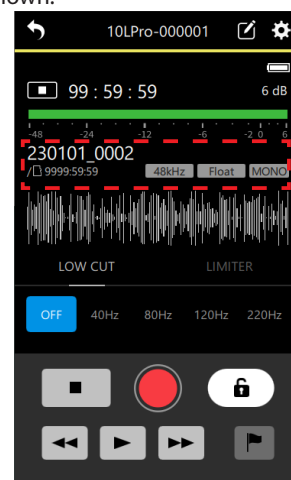 nown:
10LPro-000001
99 : 59 : 59 6 dB
-48 -24 -12 -6 -2 0 6
230101_0002
/ 9999:59:59 48kHz Float MONO
LOW CUT LIMITER
OFF 40Hz 80Hz 120Hz 220Hz